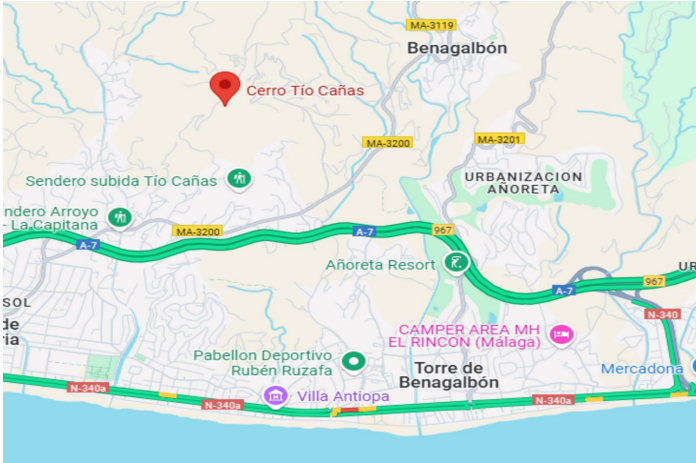 MA-3119
Benagalbón
Cerro Tío Cañas
MA-3200
MA-3201
Sendero subida Tío Cañas
URBANIZACION
AÑORETA
ndero Arroyo
- La Capitana
MA-3200
A-7
967
A-7
Añoreta Resort
UR
967
A-7
SOL
de
ria
N-340
CAMPER AREA MH
EL RINCON (Málaga)
Pabellon Deportivo
Rubén Ruzafa
Torre de
Benagalbón
Mercadona
N-340a
Villa Antiopa
N-340a
N-340a